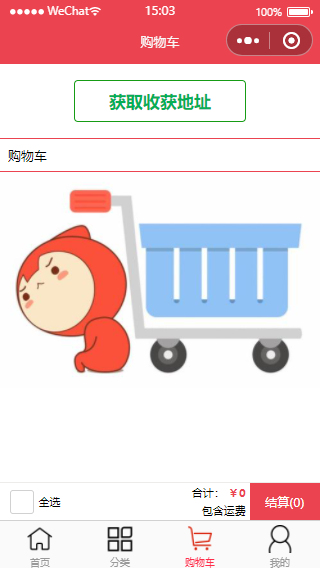 ●●●●● WeChat 15:03 100%
购物车
获取收获地址
购物车
全选
合计： ￥0
包含运费
结算(0)
首页 分类 购物车 我的